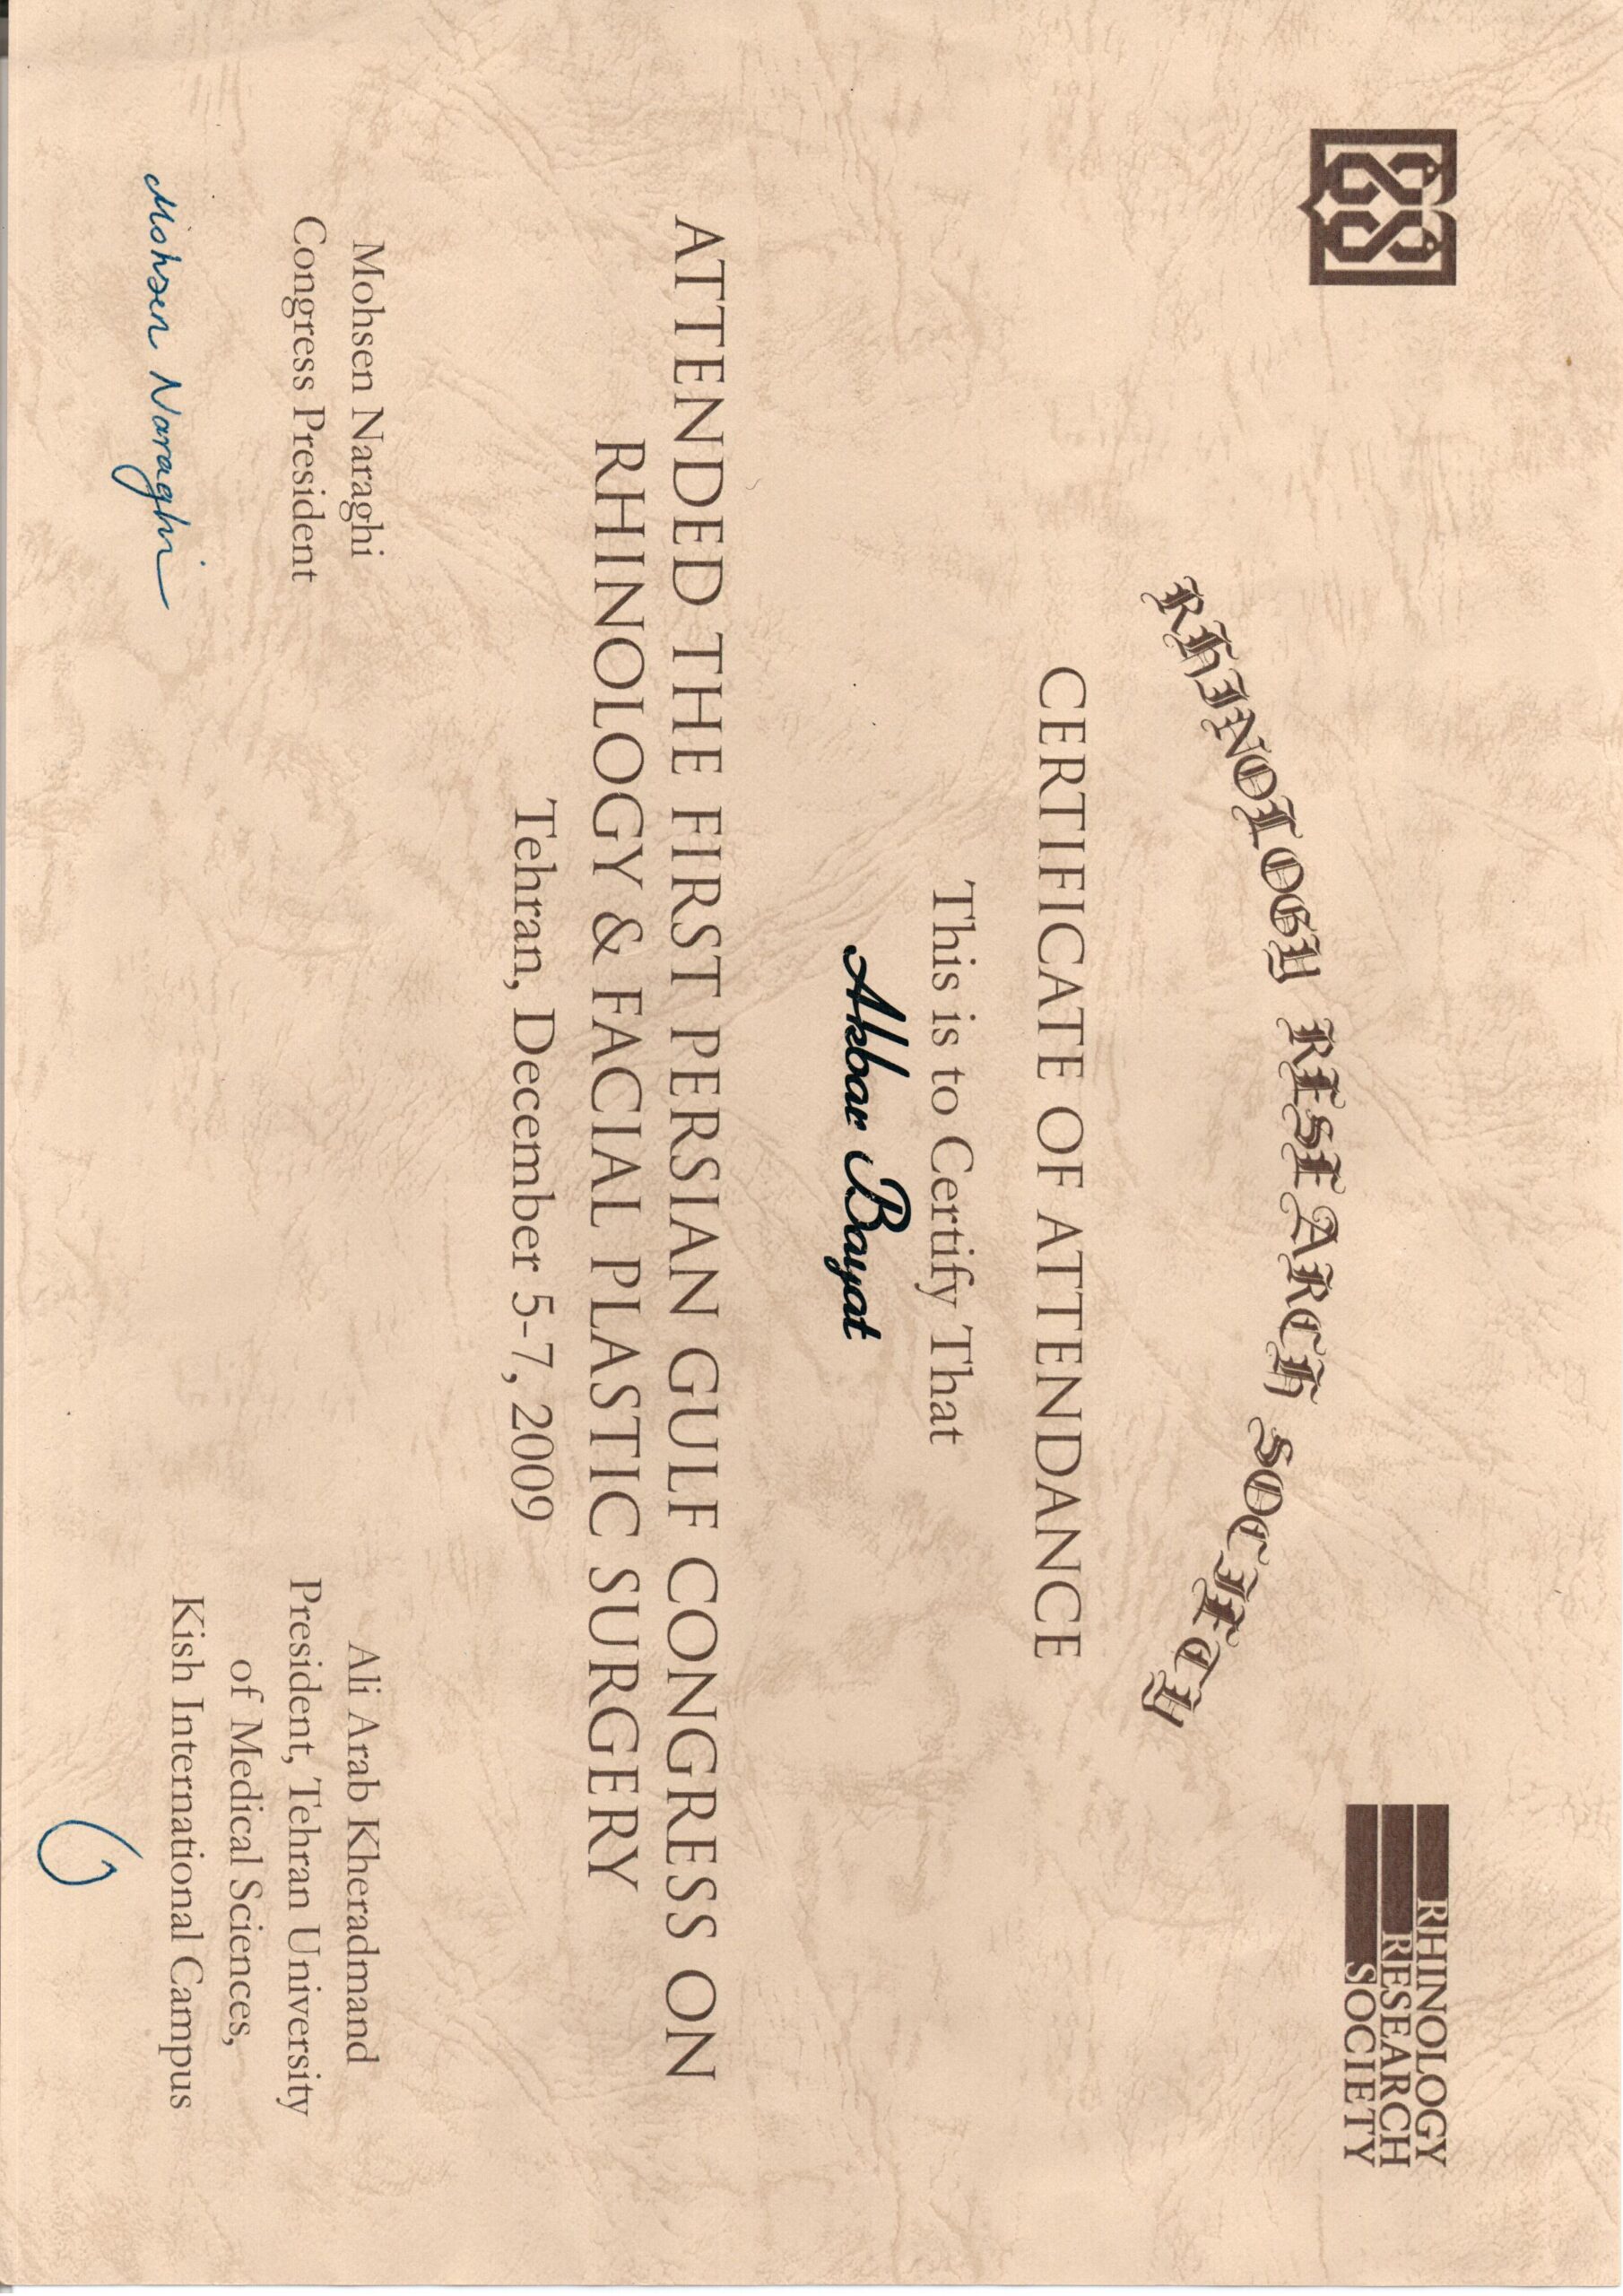 RHINOLOGY RESEARCH SOCIETY
RHINOLOGY
RESEARCH
SOCIETY
CERTIFICATE OF ATTENDANCE
This is to Certify That
Akbar Bayat
ATTENDED THE FIRST PERSIAN GULF CONGRESS ON
RHINOLOGY & FACIAL PLASTIC SURGERY
Tehran, December 5-7, 2009
Mohsen Naraghi
Congress President
Mohsen Naraghi
Ali Arab Kheradmand
President, Tehran University
of Medical Sciences,
Kish International Campus